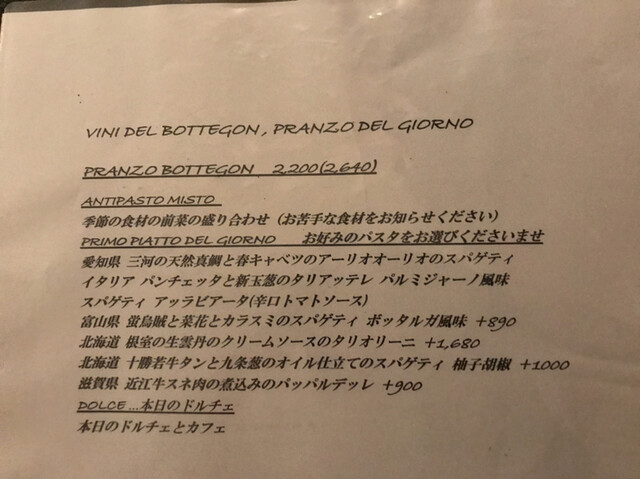 VINI DEL BOTTEGON , PRANZO DEL GIORNO
PRANZO BOTTEGON 2,200(2,640)
ANTIPASTO MISTO
季節の食材の前菜の盛り合わせ（お苦手な食材をお知らせください）
PRIMO PIATTO DEL GIORNO お好みのパスタをお選びくださいませ
愛知県 三河の天然真鯛と春キャベツのアーリオオーリオのスパゲティ
イタリア パンチェッタと新玉葱のタリアッテレ パルミジャーノ風味
スパゲティ アッラビアータ(辛口トマトソース)
富山県 蛍烏賊と菜花とカラスミのスパゲティ ボッタルガ風味 +890
北海道 根室の生雲丹のクリームソースのタリオリーニ +1,680
北海道 十勝若牛タンと九条葱のオイル仕立てのスパゲティ 柚子胡椒 +1000
滋賀県 近江牛スネ肉の煮込みのパッパルデッレ +900
DOLCE ...本日のドルチェ
本日のドルチェとカフェ